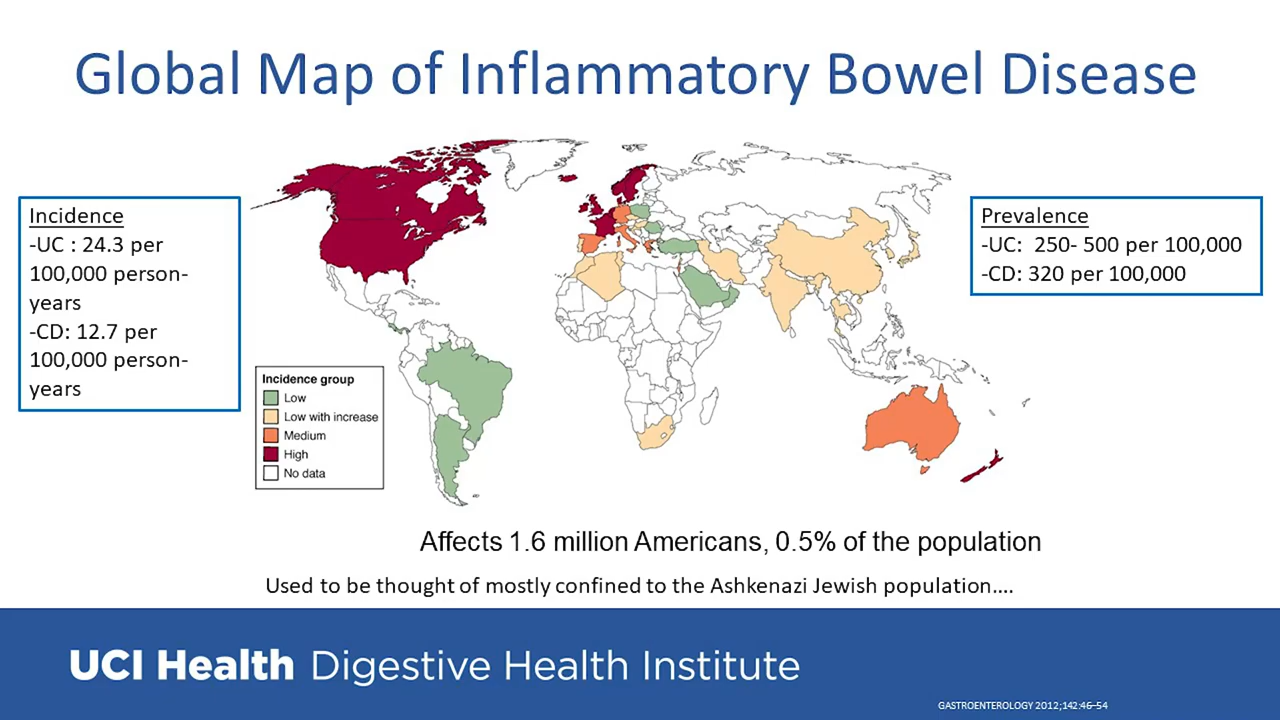 Global Map of Inflammatory Bowel Disease
Incidence
-UC : 24.3 per
100,000 person-
years
-CD: 12.7 per
100,000 person-
years
Prevalence
-UC:  250- 500 per 100,000
-CD: 320 per 100,000
Incidence group
Low
Low with increase
Medium
High
No data
Affects 1.6 million Americans, 0.5% of the population
Used to be thought of mostly confined to the Ashkenazi Jewish population....
UCI Health Digestive Health Institute
GASTROENTEROLOGY 2012;142:46–54